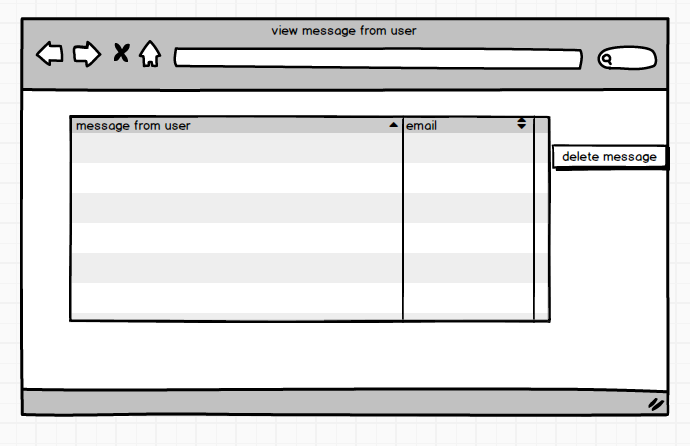 view message from user
message from user
email
delete message